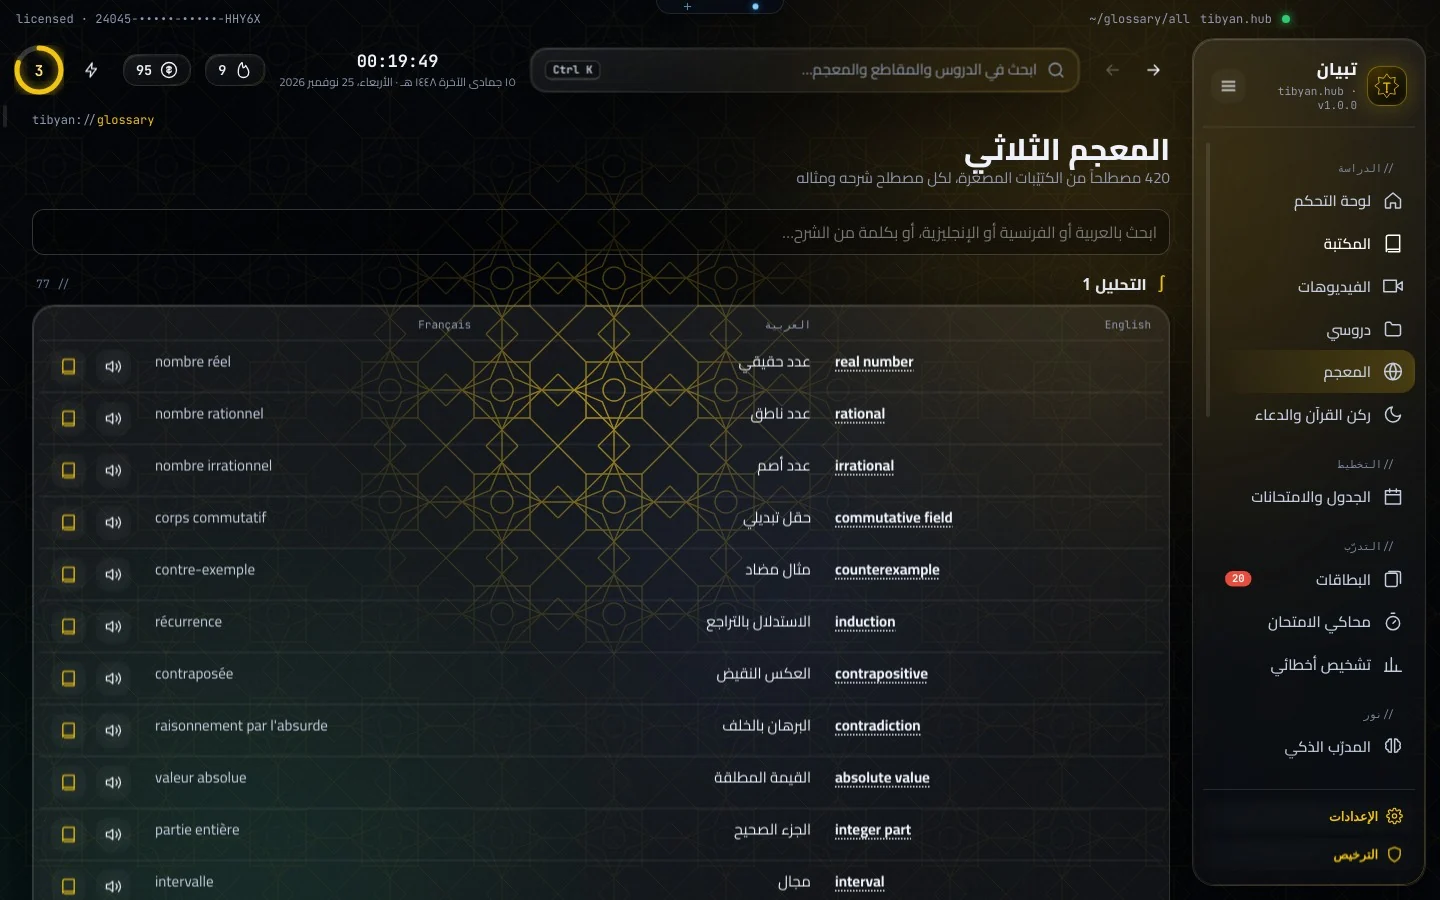 licensed · 24045-•••••-•••••-HHY6X
~/glossary/all tibyan.hub
3
95
9
00:19:49
١٥ جمادى الآخرة ١٤٤٨ هـ · الأربعاء، 25 نوفمبر 2026
ابحث في الدروس والمقاطع والمعجم...
Ctrl K
تبيان
tibyan.hub · v1.0.0
tibyan://glossary
المعجم الثلاثي
420 مصطلحاً من الكتيّبات المصغّرة، لكل مصطلح شرحه ومثاله
ابحث بالعربية أو الفرنسية أو الإنجليزية، أو بكلمة من الشرح...
∫ التحليل 1
// 77
English العربية Français
real number عدد حقيقي nombre réel
rational عدد ناطق nombre rationnel
irrational عدد أصم nombre irrationnel
commutative field حقل تبديلي corps commutatif
counterexample مثال مضاد contre-exemple
induction الاستدلال بالتراجع récurrence
contrapositive العكس النقيض contraposée
contradiction البرهان بالخلف raisonnement par l'absurde
absolute value القيمة المطلقة valeur absolue
integer part الجزء الصحيح partie entière
interval مجال intervalle
// الدراسة
لوحة التحكم
المكتبة
الفيديوهات
دروسي
المعجم
ركن القرآن والدعاء
// التخطيط
الجدول والامتحانات
// التدرّب
البطاقات
20
محاكي الامتحان
تشخيص أخطائي
// نور
المدرّب الذكي
الإعدادات
الترخيص